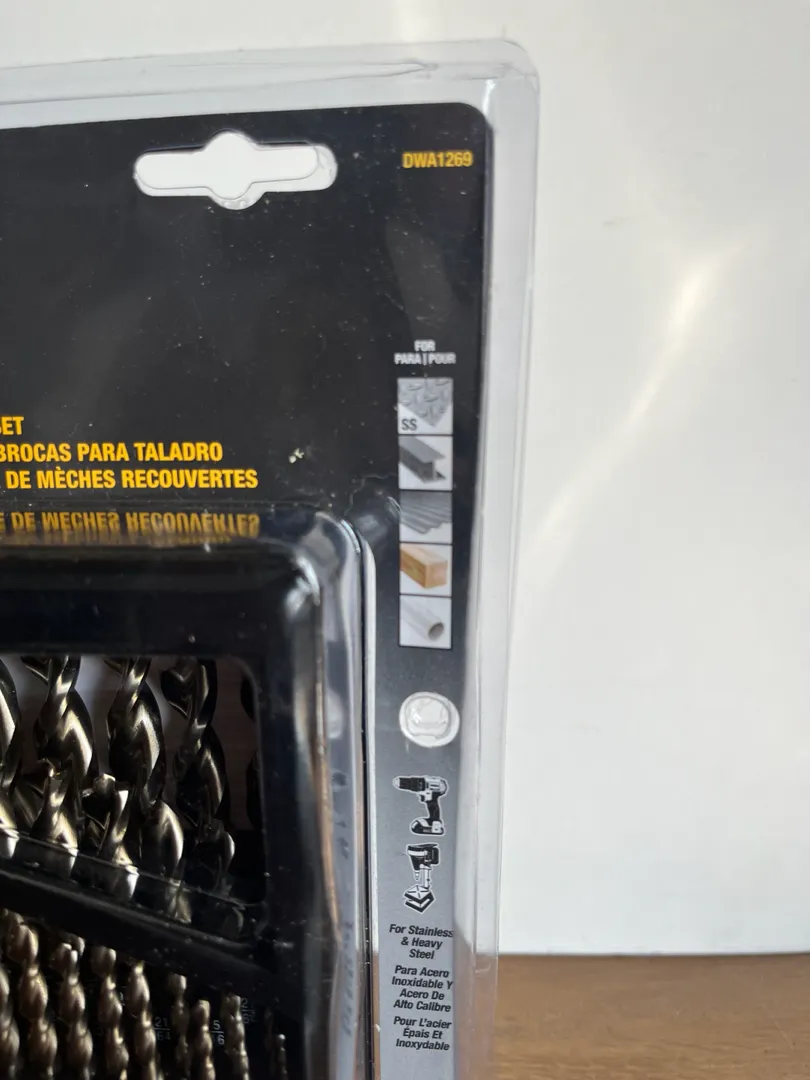 DWA1269
FOR
PARA | POUR
SS
SET
BROCAS PARA TALADRO
DE MÈCHES RECOUVERTES
For Stainless
& Heavy
Steel
Para Acero
Inoxidable Y
Acero De
Alto Calibre
Pour L'acier
Épais Et
Inoxydable